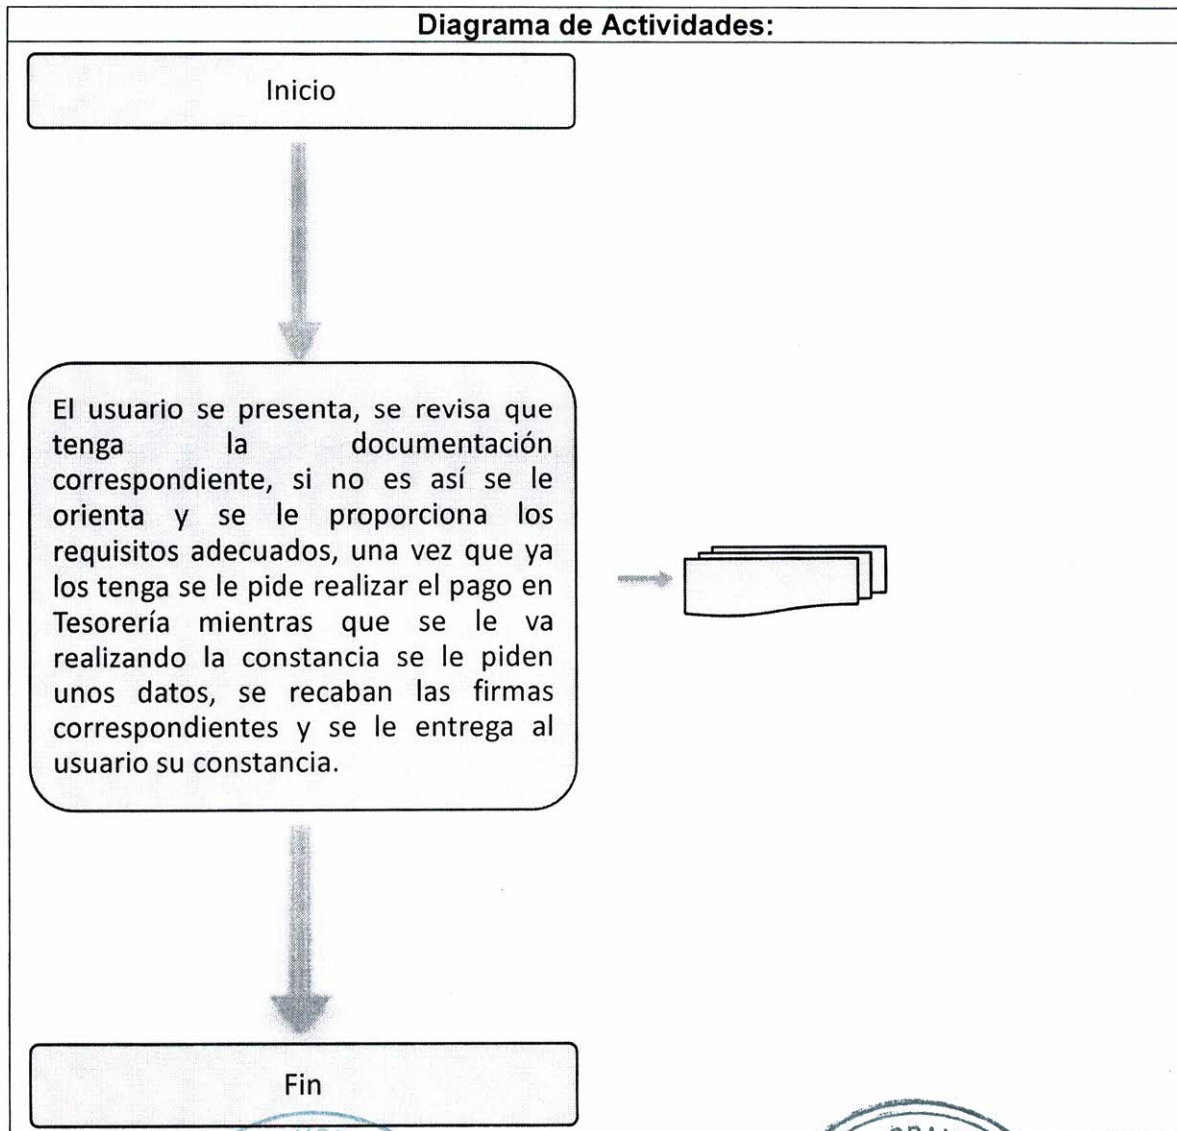 Diagrama de Actividades:
Inicio
El usuario se presenta, se revisa que
tenga la documentación
correspondiente, si no es así se le
orienta y se le proporciona los
requisitos adecuados, una vez que ya
los tenga se le pide realizar el pago en
Tesorería mientras que se le va
realizando la constancia se le piden
unos datos, se recaban las firmas
correspondientes y se le entrega al
usuario su constancia.
Fin